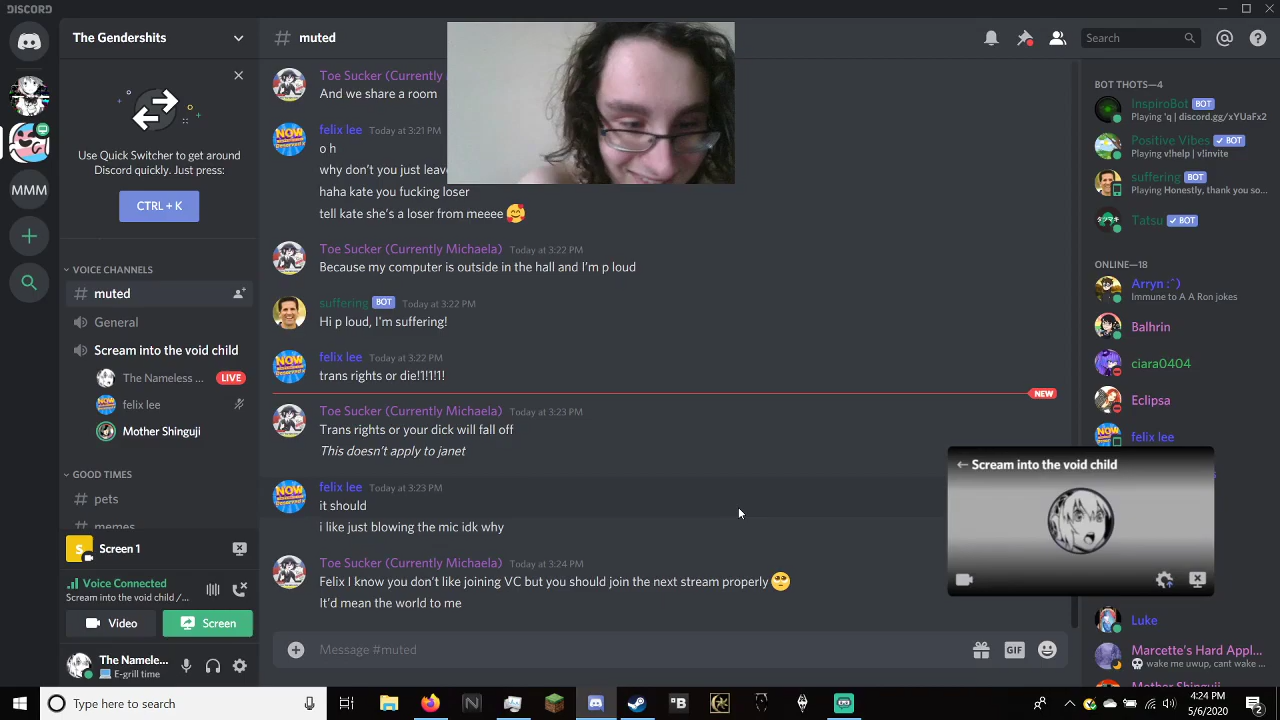 DISCORD
The Gendershits
# muted
Search
Use Quick Switcher to get around
Discord quickly. Just press:
CTRL + K
MMM
VOICE CHANNELS
muted
General
Scream into the void child
The Nameless ... LIVE
felix lee
Mother Shinguji
GOOD TIMES
pets
memes
Screen 1
Voice Connected
Scream into the void child /...
Video
Screen
The Namele...
E-grill time
Toe Sucker (Currently
And we share a room
felix lee Today at 3:21 PM
o h
why don't you just leav
haha kate you fucking loser
tell kate she's a loser from meeee 🥰
Toe Sucker (Currently Michaela) Today at 3:22 PM
Because my computer is outside in the hall and I'm p loud
suffering BOT Today at 3:22 PM
Hi p loud, I'm suffering!
felix lee Today at 3:22 PM
trans rights or die!1!1!1!
NEW
Toe Sucker (Currently Michaela) Today at 3:23 PM
Trans rights or your dick will fall off
This doesn't apply to janet
felix lee Today at 3:23 PM
it should
i like just blowing the mic idk why
Toe Sucker (Currently Michaela) Today at 3:24 PM
Felix I know you don't like joining VC but you should join the next stream properly 🥺
It'd mean the world to me
Message #muted
GIF
BOT THOTS—4
InspiroBot BOT
Playing 'q | discord.gg/xYUaFx2
Positive Vibes BOT
Playing v!help | v!invite
suffering BOT
Playing Honestly, thank you so...
Tatsu BOT
ONLINE—18
Arryn :^)
Immune to A A Ron jokes
Balhrin
ciara0404
Eclipsa
felix lee
Scream into the void child
Luke
Marcette's Hard Appl...
💀 wake me uwup, cant wake ...
Mother Shinguji
Type here to search
4:24 PM
5/6/2020
2